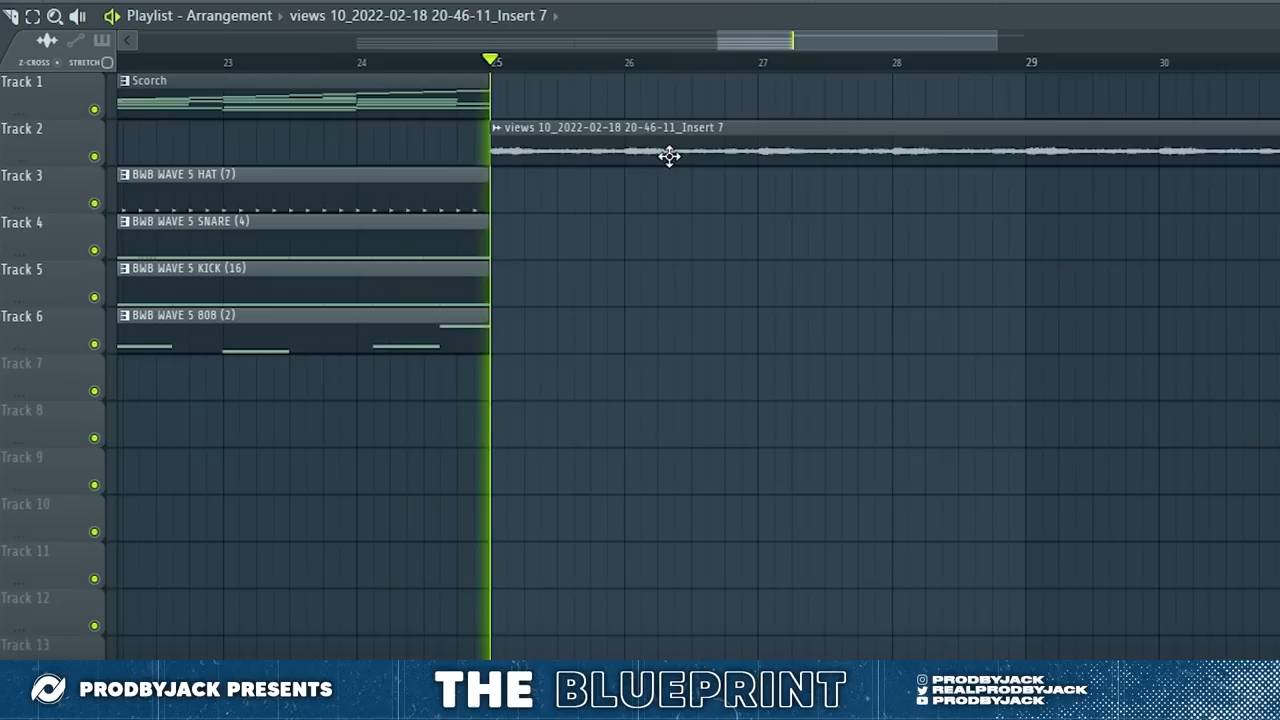 Playlist - Arrangement › views 10_2022-02-18 20-46-11_Insert 7 ›
Z-CROSS STRETCH
23 24 25 26 27 28 29 30
Track 1
Scorch
Track 2
views 10_2022-02-18 20-46-11_Insert 7
Track 3
BWB WAVE 5 HAT (7)
Track 4
BWB WAVE 5 SNARE (4)
Track 5
BWB WAVE 5 KICK (16)
Track 6
BWB WAVE 5 808 (2)
Track 7
Track 8
Track 9
Track 10
Track 11
Track 12
Track 13
PRODBYJACK PRESENTS
THE BLUEPRINT
PRODBYJACK
REALPRODBYJACK
PRODBYJACK